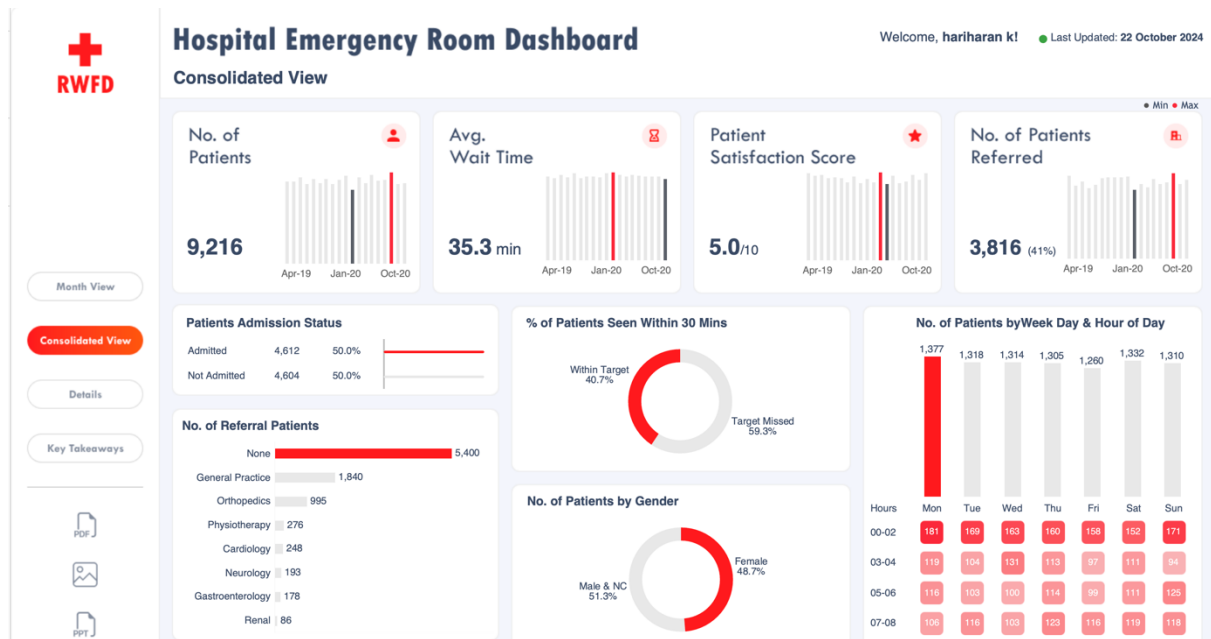 RWFD
Month View
Consolidated View
Details
Key Takeaways
PDF
PPT
Hospital Emergency Room Dashboard
Consolidated View
Welcome, hariharan k!
Last Updated: 22 October 2024
Min Max
No. of
Patients
9,216
Apr-19 Jan-20 Oct-20
Avg.
Wait Time
35.3 min
Apr-19 Jan-20 Oct-20
Patient
Satisfaction Score
5.0/10
Apr-19 Jan-20 Oct-20
No. of Patients
Referred
3,816 (41%)
Apr-19 Jan-20 Oct-20
Patients Admission Status
Admitted 4,612 50.0%
Not Admitted 4,604 50.0%
No. of Referral Patients
None 5,400
General Practice 1,840
Orthopedics 995
Physiotherapy 276
Cardiology 248
Neurology 193
Gastroenterology 178
Renal 86
% of Patients Seen Within 30 Mins
Within Target
40.7%
Target Missed
59.3%
No. of Patients by Gender
Female
48.7%
Male & NC
51.3%
No. of Patients byWeek Day & Hour of Day
1,377 1,318 1,314 1,305 1,260 1,332 1,310
Hours Mon Tue Wed Thu Fri Sat Sun
00-02 181 169 163 160 158 152 171
03-04 119 104 131 113 97 111 94
05-06 116 103 100 114 99 111 125
07-08 106 116 103 123 116 119 118